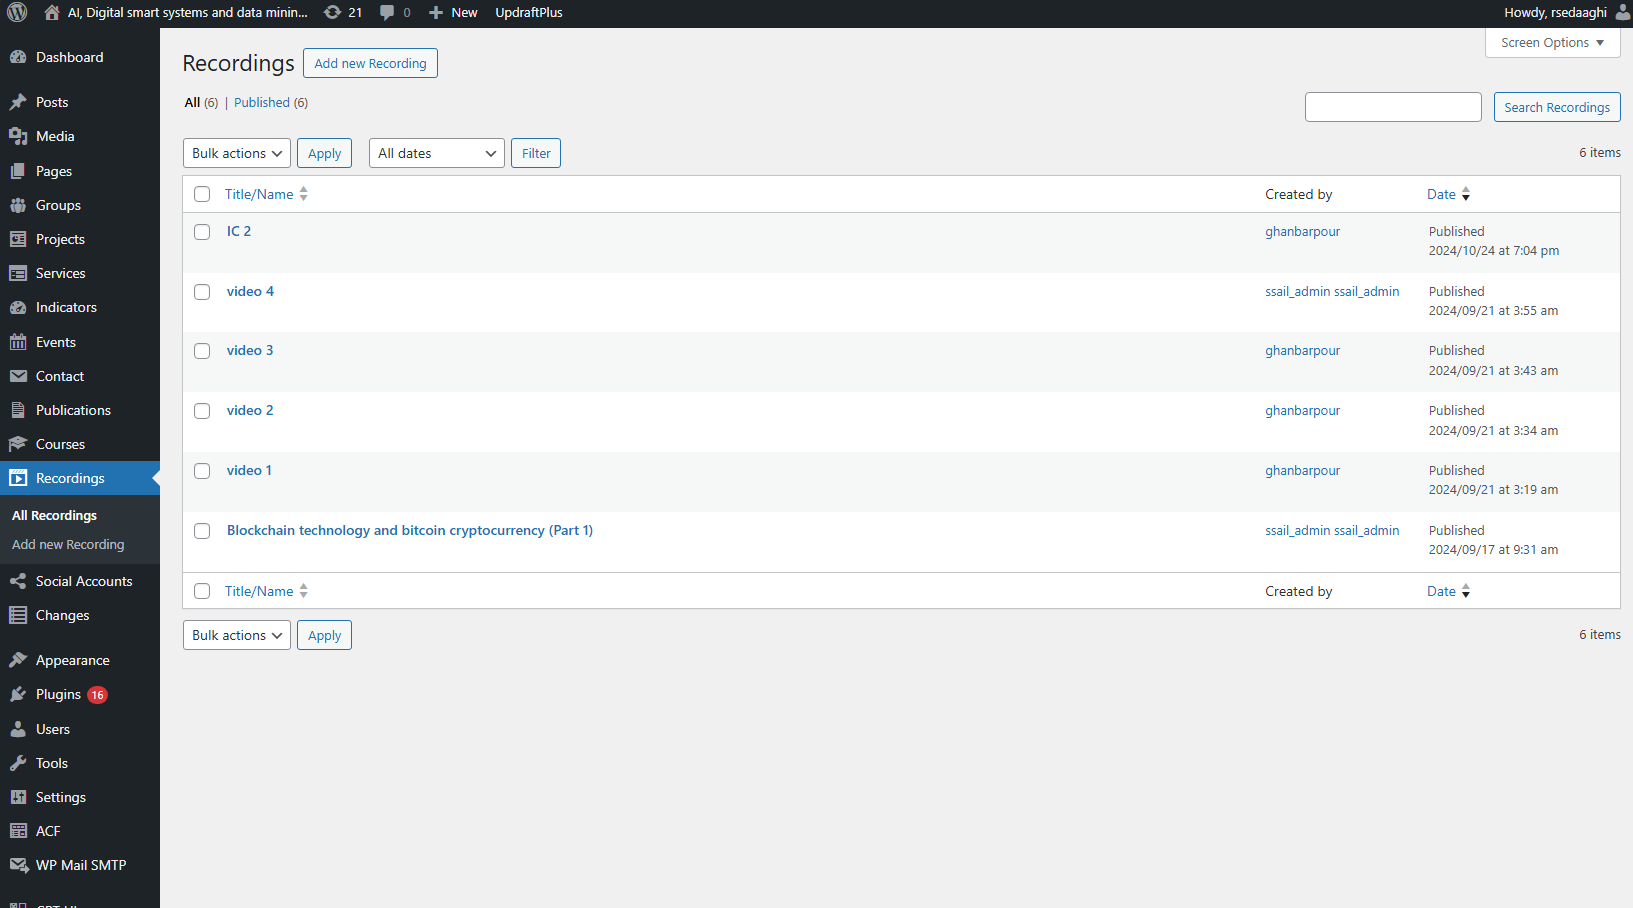 AI, Digital smart systems and data minin... 21 0 New UpdraftPlus Howdy, rsedaaghi
Screen Options
Dashboard
Posts
Media
Pages
Groups
Projects
Services
Indicators
Events
Contact
Publications
Courses
Recordings
All Recordings
Add new Recording
Social Accounts
Changes
Appearance
Plugins 16
Users
Tools
Settings
ACF
WP Mail SMTP
Recordings Add new Recording
All (6) | Published (6)
Search Recordings
Bulk actions Apply All dates Filter 6 items
Title/Name Created by Date
IC 2 ghanbarpour Published
2024/10/24 at 7:04 pm
video 4 ssail_admin ssail_admin Published
2024/09/21 at 3:55 am
video 3 ghanbarpour Published
2024/09/21 at 3:43 am
video 2 ghanbarpour Published
2024/09/21 at 3:34 am
video 1 ghanbarpour Published
2024/09/21 at 3:19 am
Blockchain technology and bitcoin cryptocurrency (Part 1) ssail_admin ssail_admin Published
2024/09/17 at 9:31 am
Title/Name Created by Date
Bulk actions Apply 6 items